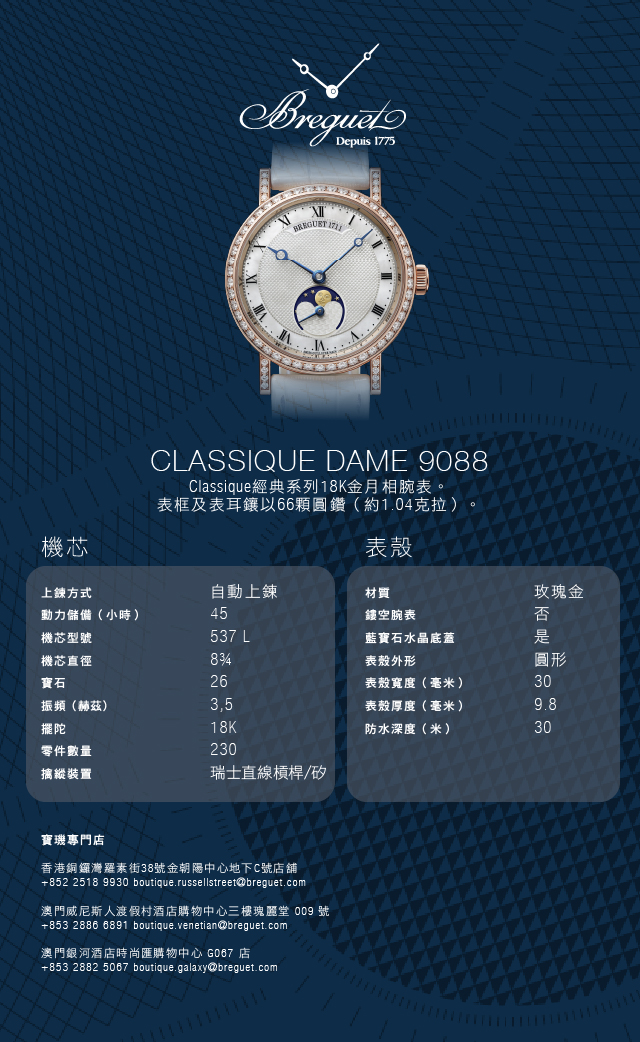 Breguet
Depuis 1775
XII
BREGUET 1711
CLASSIQUE DAME 9088
Classique經典系列18K金月相腕表。
表框及表耳鑲以66顆圓鑽（約1.04克拉）。
機芯
上鍊方式 自動上鍊
動力儲備（小時） 45
機芯型號 537 L
機芯直徑 8¾
寶石 26
振頻（赫茲） 3,5
擺陀 18K
零件數量 230
擒縱裝置 瑞士直線槓桿/矽
表殼
材質 玫瑰金
鏤空腕表 否
藍寶石水晶底蓋 是
表殼外形 圓形
表殼寬度（毫米） 30
表殼厚度（毫米） 9.8
防水深度（米） 30
寶璣專門店
香港銅鑼灣羅素街38號金朝陽中心地下C號店舖
+852 2518 9930 boutique.russellstreet@breguet.com
澳門威尼斯人渡假村酒店購物中心三樓瑰麗堂 009 號
+853 2886 6891 boutique.venetian@breguet.com
澳門銀河酒店時尚匯購物中心 G067 店
+853 2882 5067 boutique.galaxy@breguet.com